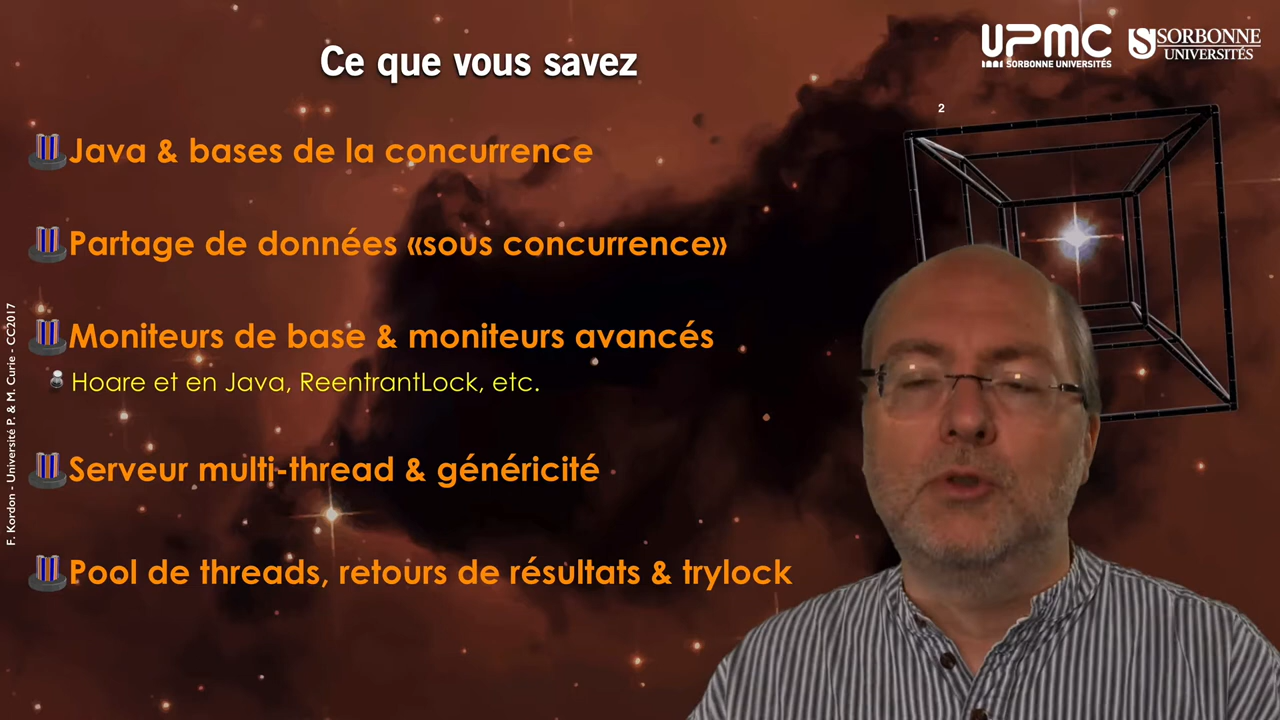 Ce que vous savez
UPMC
SORBONNE UNIVERSITÉS
SORBONNE
UNIVERSITÉS
2
Java & bases de la concurrence
Partage de données «sous concurrence»
Moniteurs de base & moniteurs avancés
Hoare et en Java, ReentrantLock, etc.
Serveur multi-thread & généricité
Pool de threads, retours de résultats & trylock
F. Kordon - Université P. & M. Curie - CC2017